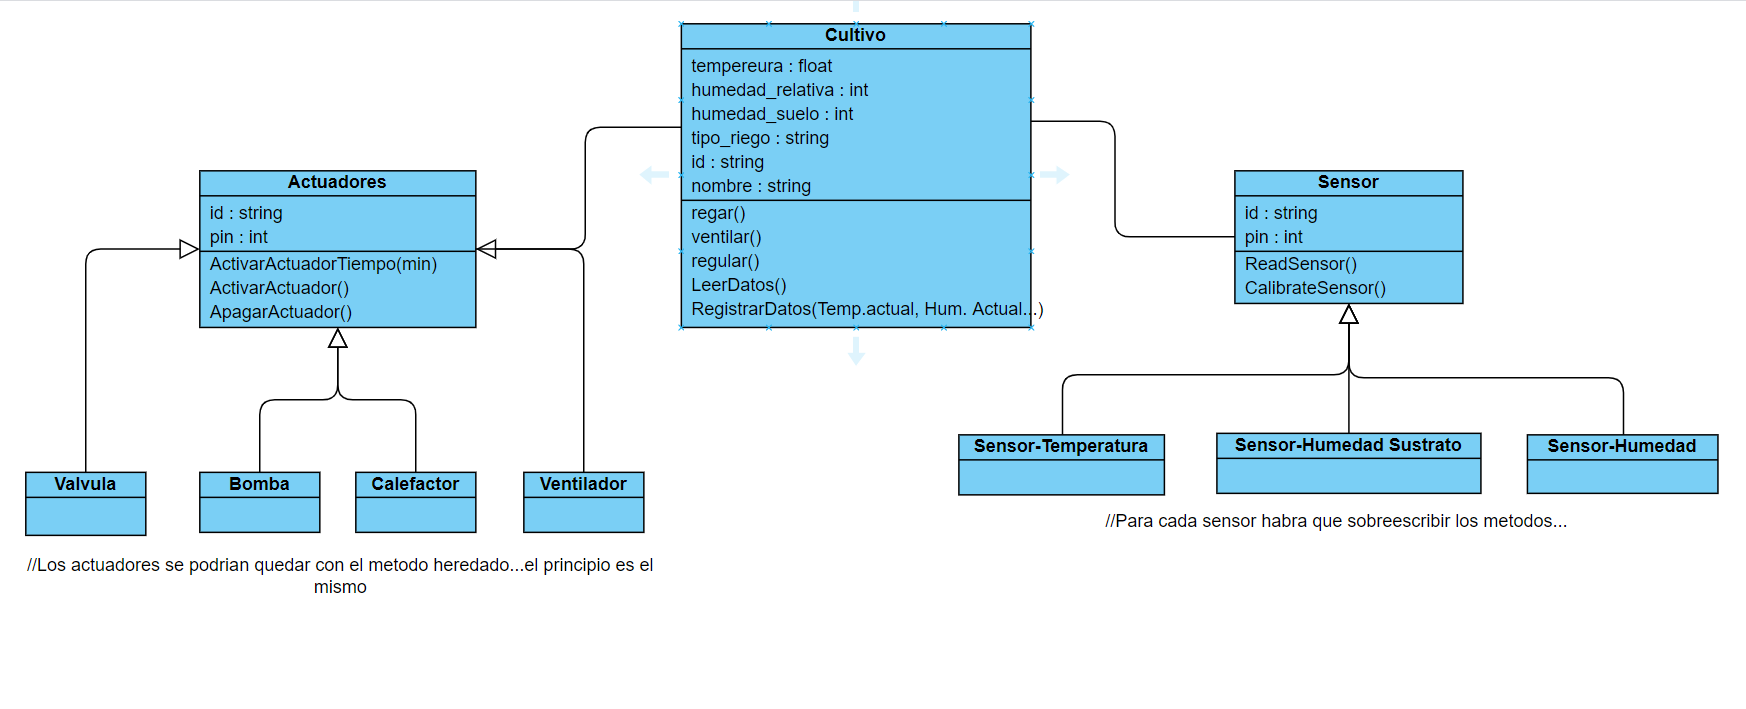 Cultivo
tempereura : float
humedad_relativa : int
humedad_suelo : int
tipo_riego : string
id : string
nombre : string
regar()
ventilar()
regular()
LeerDatos()
RegistrarDatos(Temp.actual, Hum. Actual...)
Actuadores
id : string
pin : int
ActivarActuadorTiempo(min)
ActivarActuador()
ApagarActuador()
Sensor
id : string
pin : int
ReadSensor()
CalibrateSensor()
Valvula
Bomba
Calefactor
Ventilador
//Los actuadores se podrian quedar con el metodo heredado...el principio es el
mismo
Sensor-Temperatura
Sensor-Humedad Sustrato
Sensor-Humedad
//Para cada sensor habra que sobreescribir los metodos...